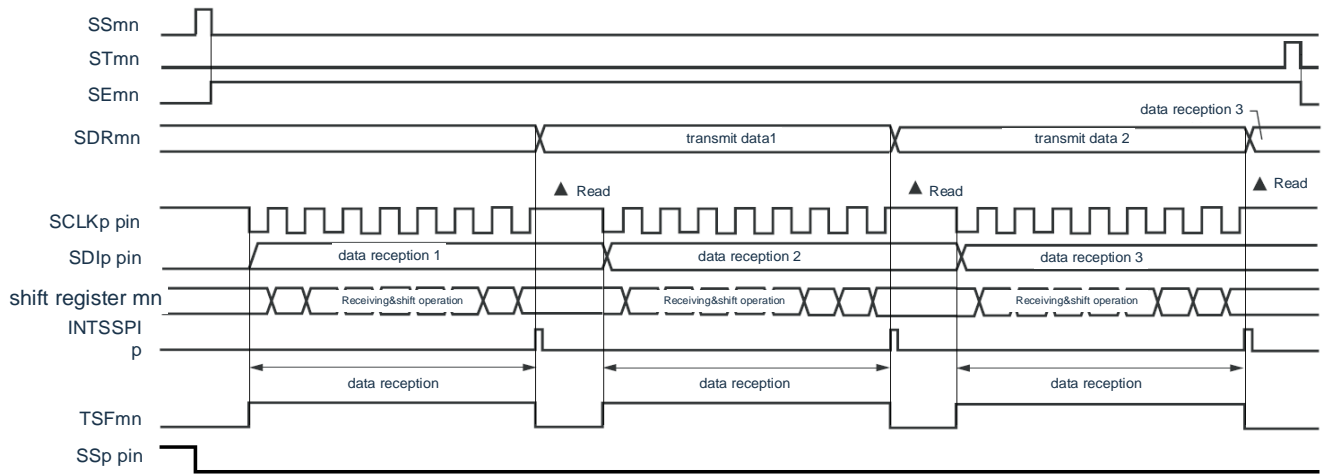 SSmn
STmn
SEmn
data reception 3
SDRmn
transmit data1
transmit data 2
Read
Read
Read
SCLKp pin
SDIp pin
data reception 1
data reception 2
data reception 3
shift register mn
Receiving&shift operation
Receiving&shift operation
Receiving&shift operation
INTSSPI
p
data reception
data reception
data reception
TSFmn
SSp pin